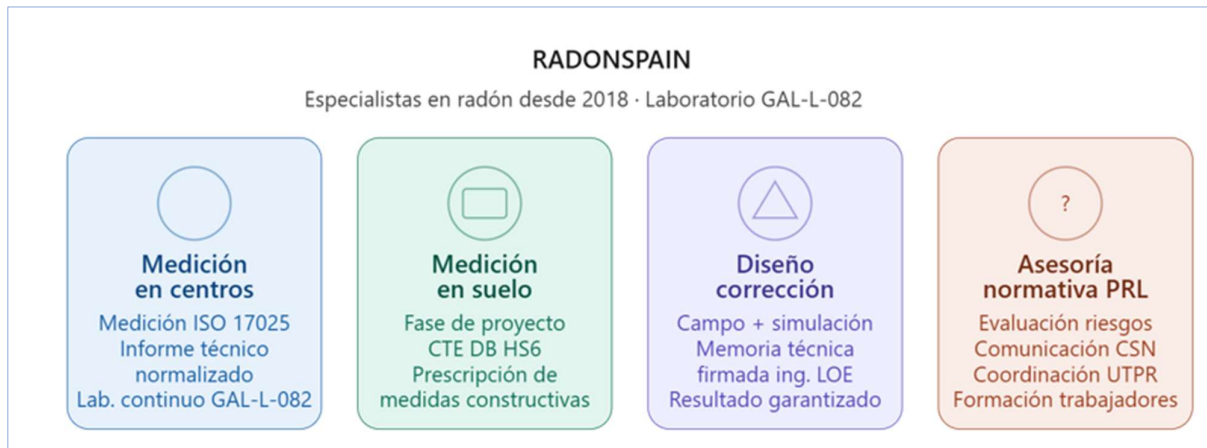 RADONSPAIN
Especialistas en radón desde 2018 · Laboratorio GAL-L-082
Medición
en centros
Medición ISO 17025
Informe técnico
normalizado
Lab. continuo GAL-L-082
Medición
en suelo
Fase de proyecto
CTE DB HS6
Prescripción de
medidas constructivas
Diseño
corrección
Campo + simulación
Memoria técnica
firmada ing. LOE
Resultado garantizado
?
Asesoría
normativa PRL
Evaluación riesgos
Comunicación CSN
Coordinación UTPR
Formación trabajadores